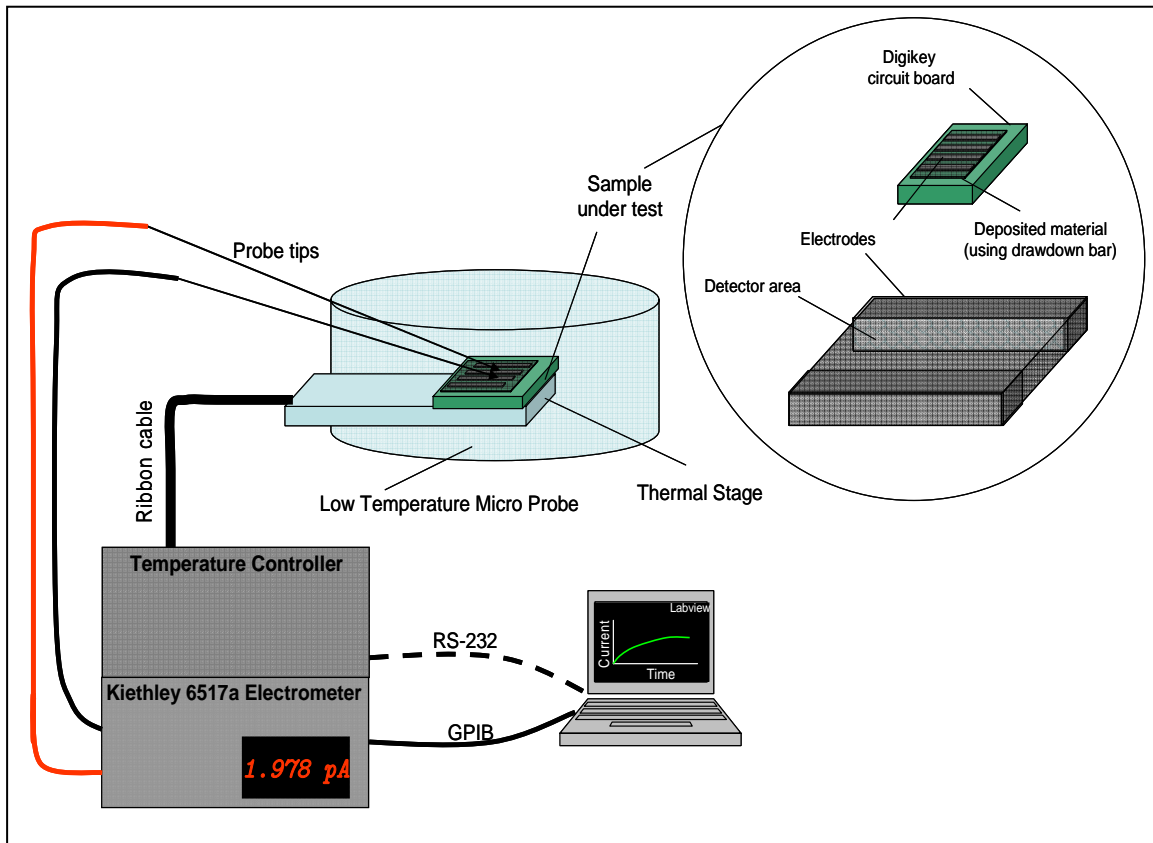 Digikey
circuit board
Sample
under test
Probe tips
Electrodes
Deposited material
(using drawdown bar)
Detector area
Ribbon cable
Low Temperature Micro Probe
Thermal Stage
Temperature Controller
Labview
Current
Time
RS-232
Kiethley 6517a Electrometer
GPIB
1.978 pA